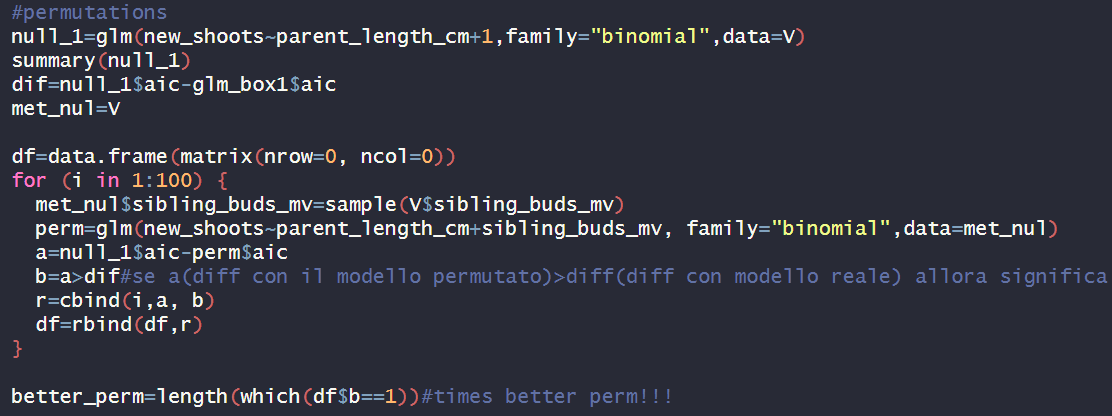 #permutations
null_1=glm(new_shoots~parent_length_cm+1,family="binomial",data=V)
summary(null_1)
dif=null_1$aic-glm_box1$aic
met_nul=V
df=data.frame(matrix(nrow=0, ncol=0))
for (i in 1:100) {
  met_nul$sibling_buds_mv=sample(V$sibling_buds_mv)
  perm=glm(new_shoots~parent_length_cm+sibling_buds_mv, family="binomial",data=met_nul)
  a=null_1$aic-perm$aic
  b=a>dif#se a(diff con il modello permutato)>diff(diff con modello reale) allora significa
  r=cbind(i,a, b)
  df=rbind(df,r)
}
better_perm=length(which(df$b==1))#times better perm!!!